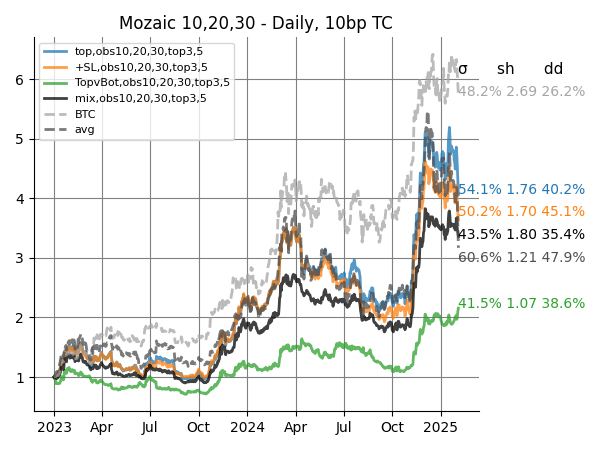 Mozaic 10,20,30 - Daily, 10bp TC
top,obs10,20,30,top3,5
+SL,obs10,20,30,top3,5
TopvBot,obs10,20,30,top3,5
mix,obs10,20,30,top3,5
BTC
avg
σ sh dd
48.2% 2.69 26.2%
54.1% 1.76 40.2%
50.2% 1.70 45.1%
43.5% 1.80 35.4%
60.6% 1.21 47.9%
41.5% 1.07 38.6%
6
5
4
3
2
1
2023 Apr Jul Oct 2024 Apr Jul Oct 2025